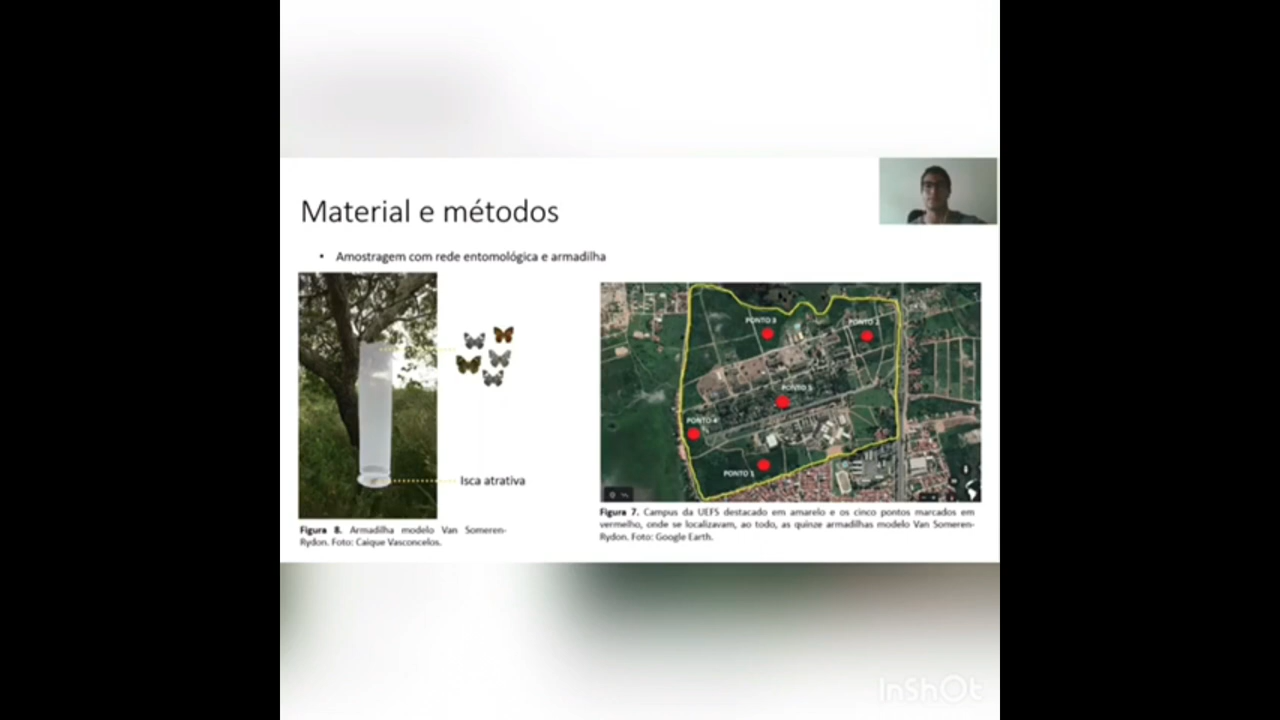 Material e métodos
• Amostragem com rede entomológica e armadilha
PONTO 3
PONTO 2
PONTO 5
PONTO 4
PONTO 1
Isca atrativa
Figura 8. Armadilha modelo Van Someren-
Rydon. Foto: Caique Vasconcelos.
Figura 7. Campus da UEFS destacado em amarelo e os cinco pontos marcados em
vermelho, onde se localizavam, ao todo, as quinze armadilhas modelo Van Someren-
Rydon. Foto: Google Earth.
InShOt